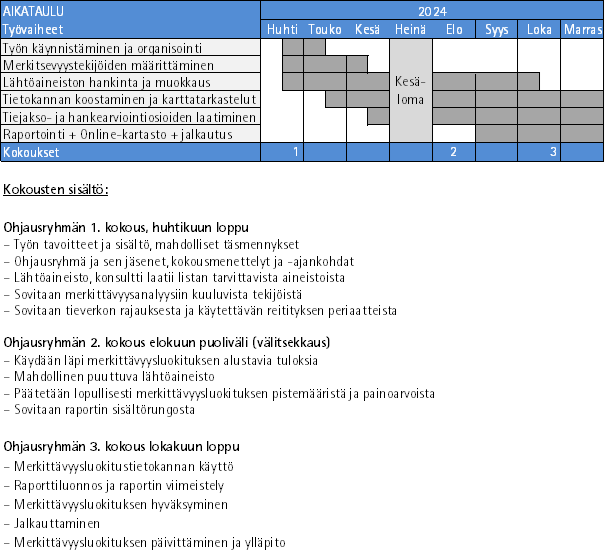 AIKATAULU 2024
Työvaiheet Huhti Touko Kesä Heinä Elo Syys Loka Marras
Työn käynnistäminen ja organisointi
Merkitsevyystekijöiden määrittäminen
Lähtöaineiston hankinta ja muokkaus
Kesä-
Tietokannan koostaminen ja karttatarkastelut
loma
Tiejakso- ja hankearviointiosioiden laatiminen
Raportointi + Online-kartasto + jalkautus
Kokoukset 1 2 3
Kokousten sisältö:
Ohjausryhmän 1. kokous, huhtikuun loppu
– Työn tavoitteet ja sisältö, mahdolliset täsmennykset
– Ohjausryhmä ja sen jäsenet, kokousmenettelyt ja -ajankohdat
– Lähtöaineisto, konsultti laatii listan tarvittavista aineistoista
– Sovitaan merkittävyysanalyysiin kuuluvista tekijöistä
– Sovitaan tieverkon rajauksesta ja käytettävän reitityksen periaatteista
Ohjausryhmän 2. kokous elokuun puoliväli (välitsekkaus)
– Käydään läpi merkittävyysluokituksen alustavia tuloksia
– Mahdollinen puuttuva lähtöaineisto
– Päätetään lopullisesti merkittävyysluokituksen pistemääristä ja painoarvoista
– Sovitaan raportin sisältörungosta
Ohjausryhmän 3. kokous lokakuun loppu
– Merkittävyysluokitustietokannan käyttö
– Raporttiluonnos ja raportin viimeistely
– Merkittävyysluokituksen hyväksyminen
– Jalkauttaminen
– Merkittävyysluokituksen päivittäminen ja ylläpito